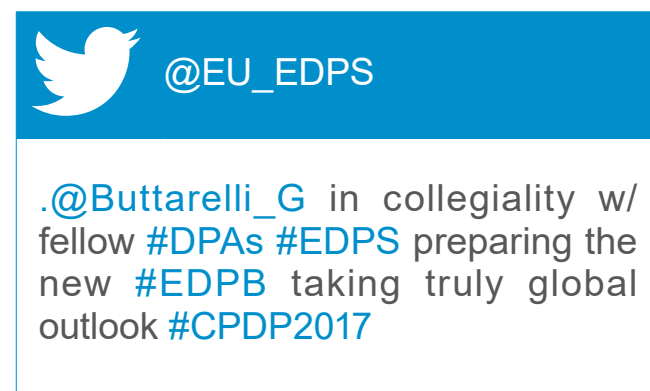 @EU_EDPS
.@Buttarelli_G in collegiality w/
fellow #DPAs #EDPS preparing the
new #EDPB taking truly global
outlook #CPDP2017